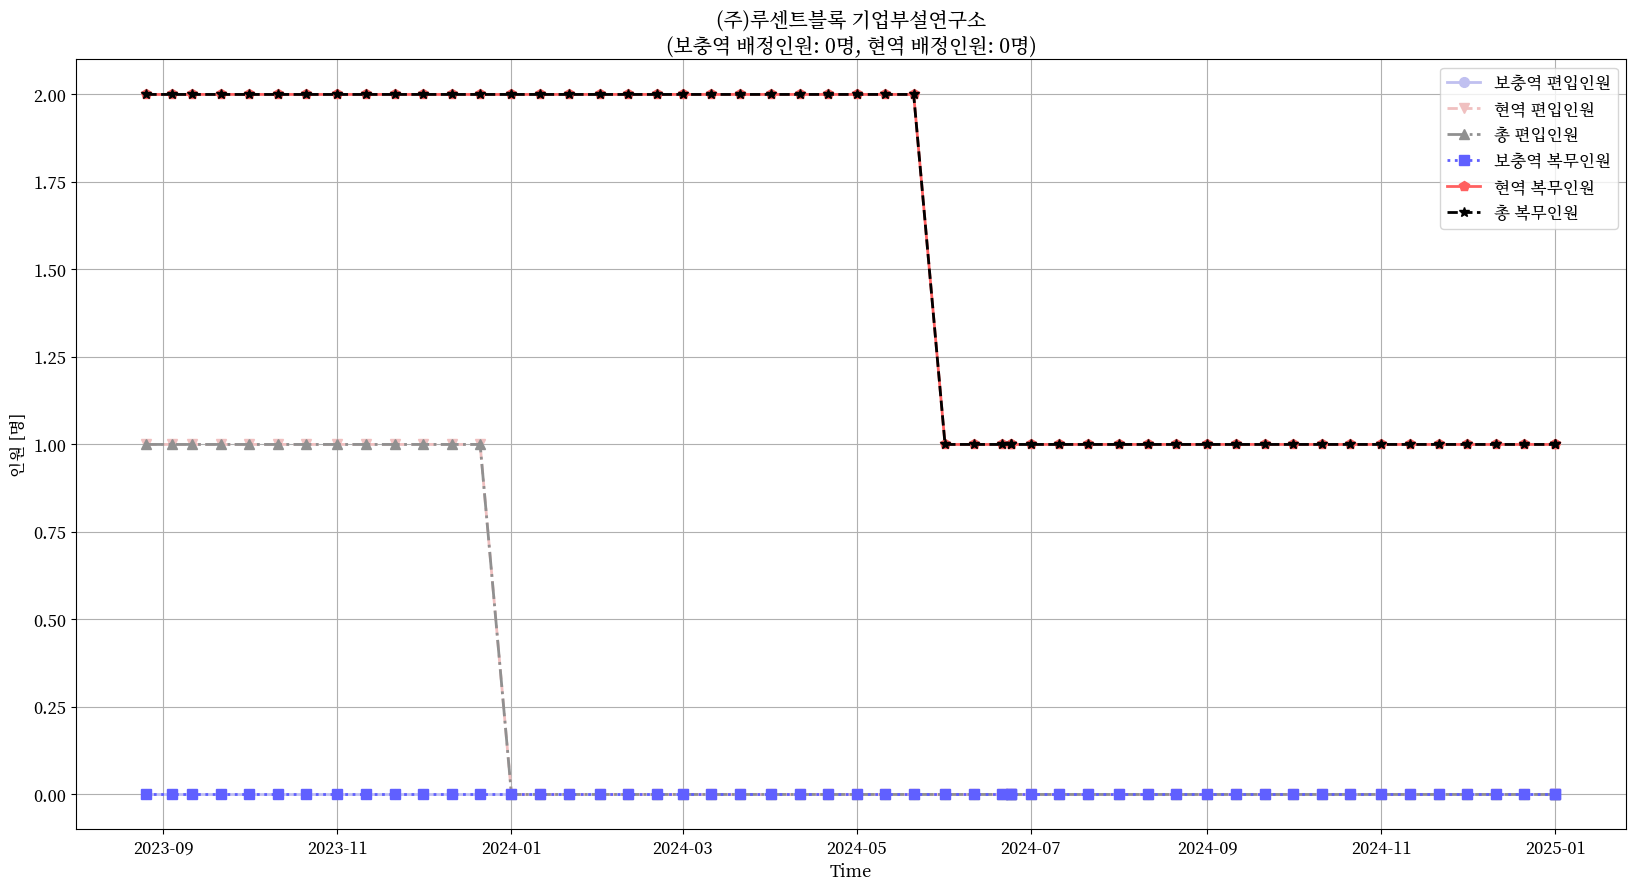 (주)루센트블록 기업부설연구소
(보충역 배정인원: 0명, 현역 배정인원: 0명)
보충역 편입인원
현역 편입인원
총 편입인원
보충역 복무인원
현역 복무인원
총 복무인원
인원 [명]
2.00
1.75
1.50
1.25
1.00
0.75
0.50
0.25
0.00
2023-09 2023-11 2024-01 2024-03 2024-05 2024-07 2024-09 2024-11 2025-01
Time